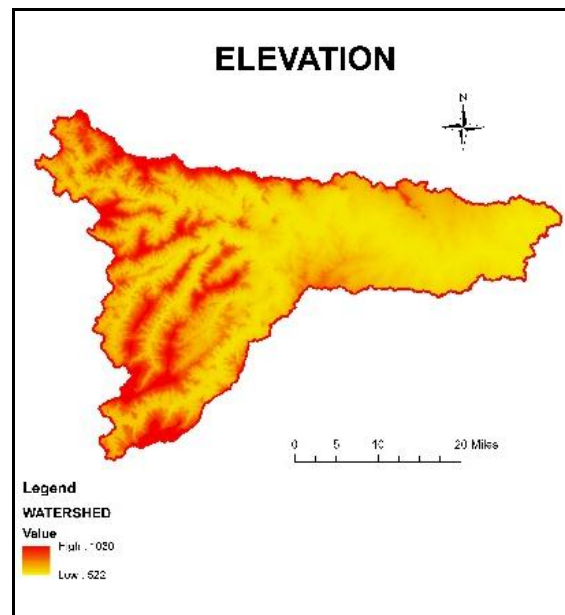 ELEVATION
N
0 5 10 20 Miles
Legend
WATERSHED
Value
High : 1030
Low : 522